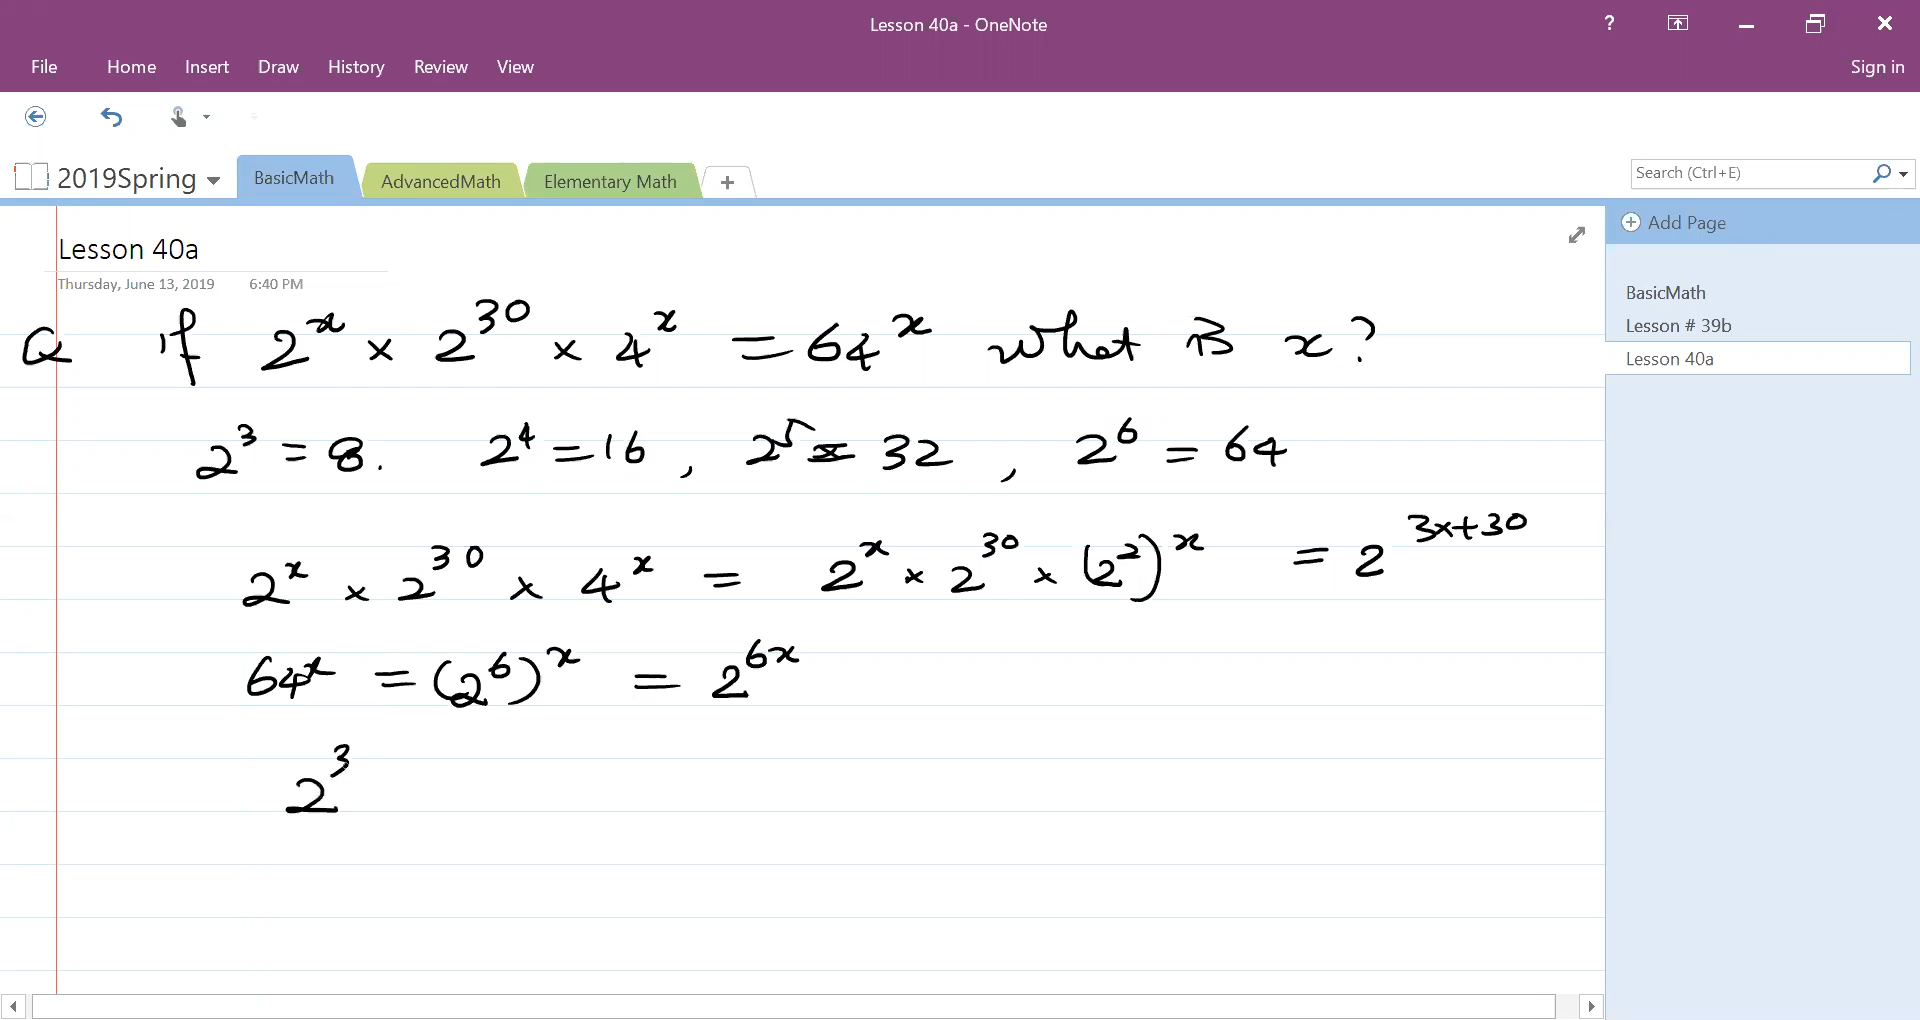 Lesson 40a - OneNote
File Home Insert Draw History Review View Sign in
2019Spring BasicMath AdvancedMath Elementary Math Search (Ctrl+E)
Add Page
BasicMath
Lesson # 39b
Lesson 40a
Lesson 40a
Thursday, June 13, 2019 6:40 PM
Q if 2^x × 2^30 × 4^x = 64^x what is x?
2^3 = 8. 2^4 = 16, 2^5 = 32, 2^6 = 64
2^x × 2^30 × 4^x = 2^x × 2^30 × (2^2)^x = 2^3x+30
64^x = (2^6)^x = 2^6x
2^3